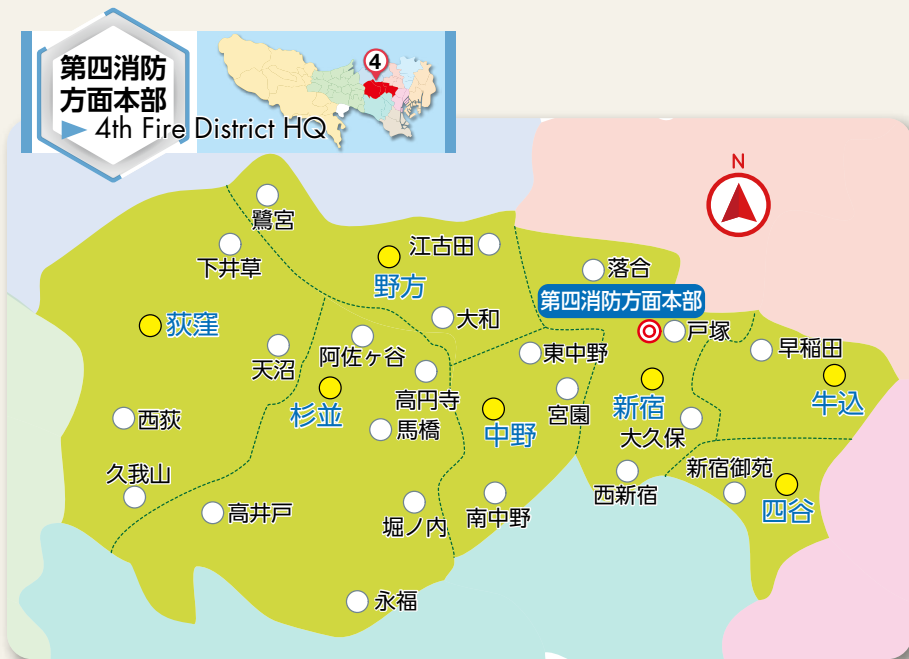 第四消防
方面本部
4th Fire District HQ
4
N
鷺宮
下井草
江古田
野方
落合
第四消防方面本部
荻窪
大和
戸塚
天沼
阿佐ヶ谷
東中野
早稲田
杉並
高円寺
宮園
新宿
牛込
西荻
馬橋
中野
大久保
久我山
新宿御苑
高井戸
堀ノ内
南中野
西新宿
四谷
永福